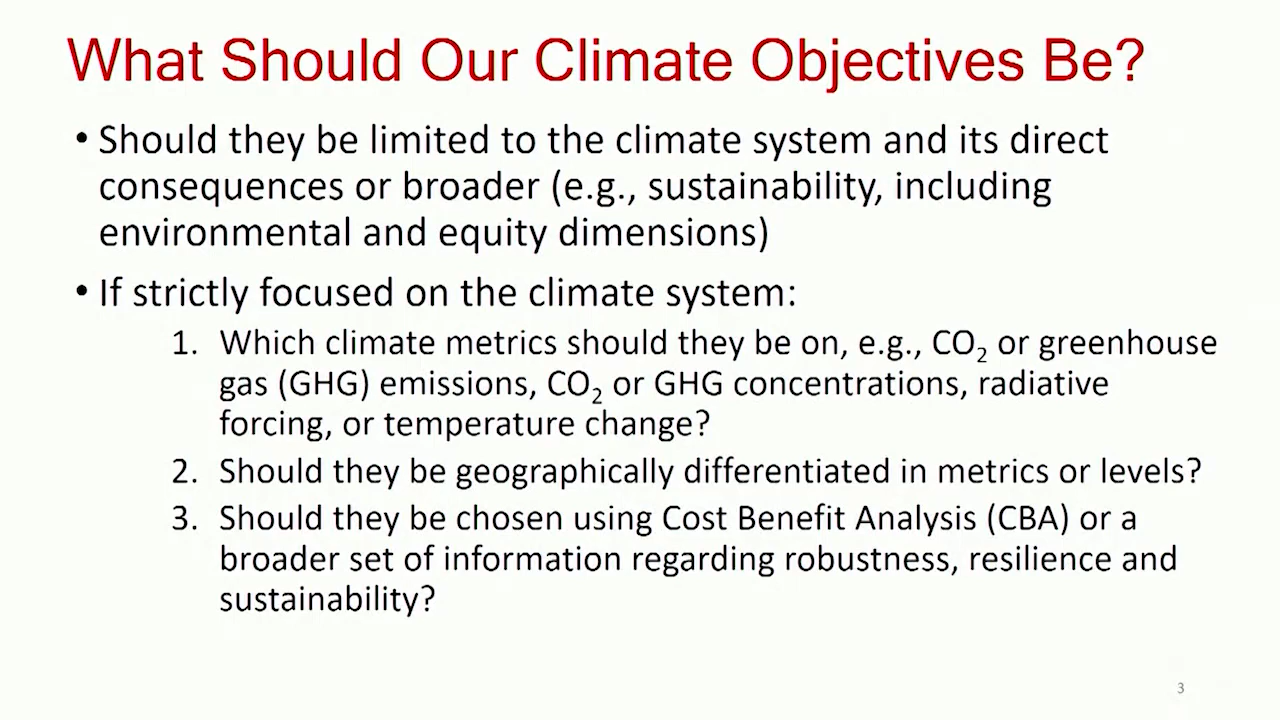 What Should Our Climate Objectives Be?
• Should they be limited to the climate system and its direct
consequences or broader (e.g., sustainability, including
environmental and equity dimensions)
• If strictly focused on the climate system:
1. Which climate metrics should they be on, e.g., CO₂ or greenhouse
gas (GHG) emissions, CO₂ or GHG concentrations, radiative
forcing, or temperature change?
2. Should they be geographically differentiated in metrics or levels?
3. Should they be chosen using Cost Benefit Analysis (CBA) or a
broader set of information regarding robustness, resilience and
sustainability?
3